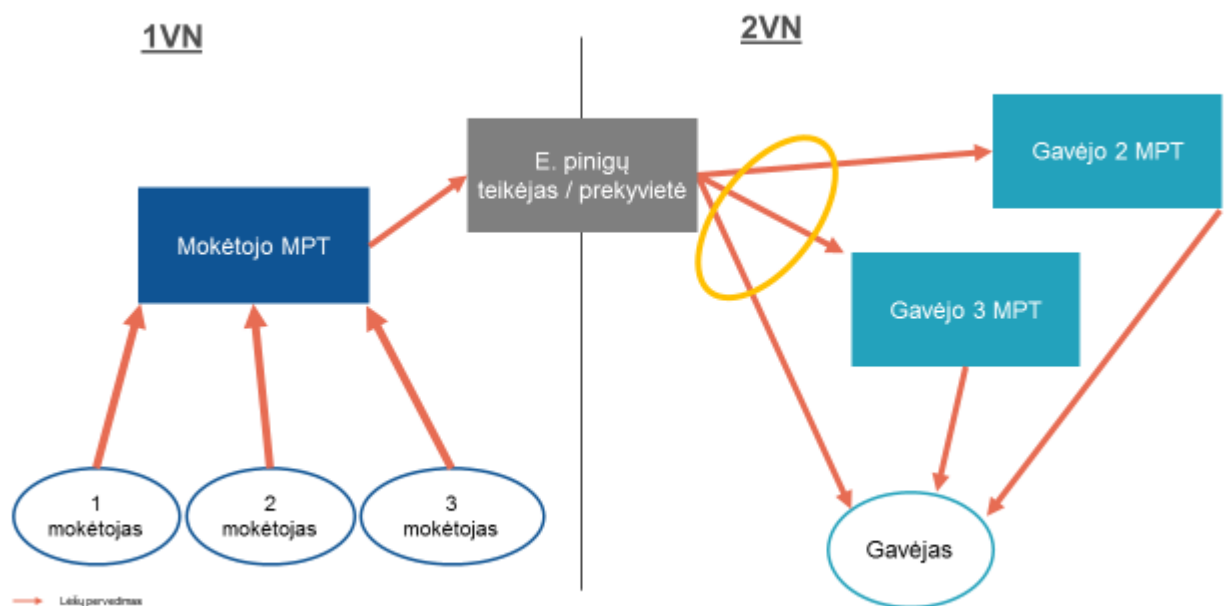 1VN
2VN
E. pinigų
teikėjas / prekyvietė
Gavėjo 2 MPT
Mokėtojo MPT
Gavėjo 3 MPT
1
mokėtojas
2
mokėtojas
3
mokėtojas
Gavėjas
Lėšų pervedimas